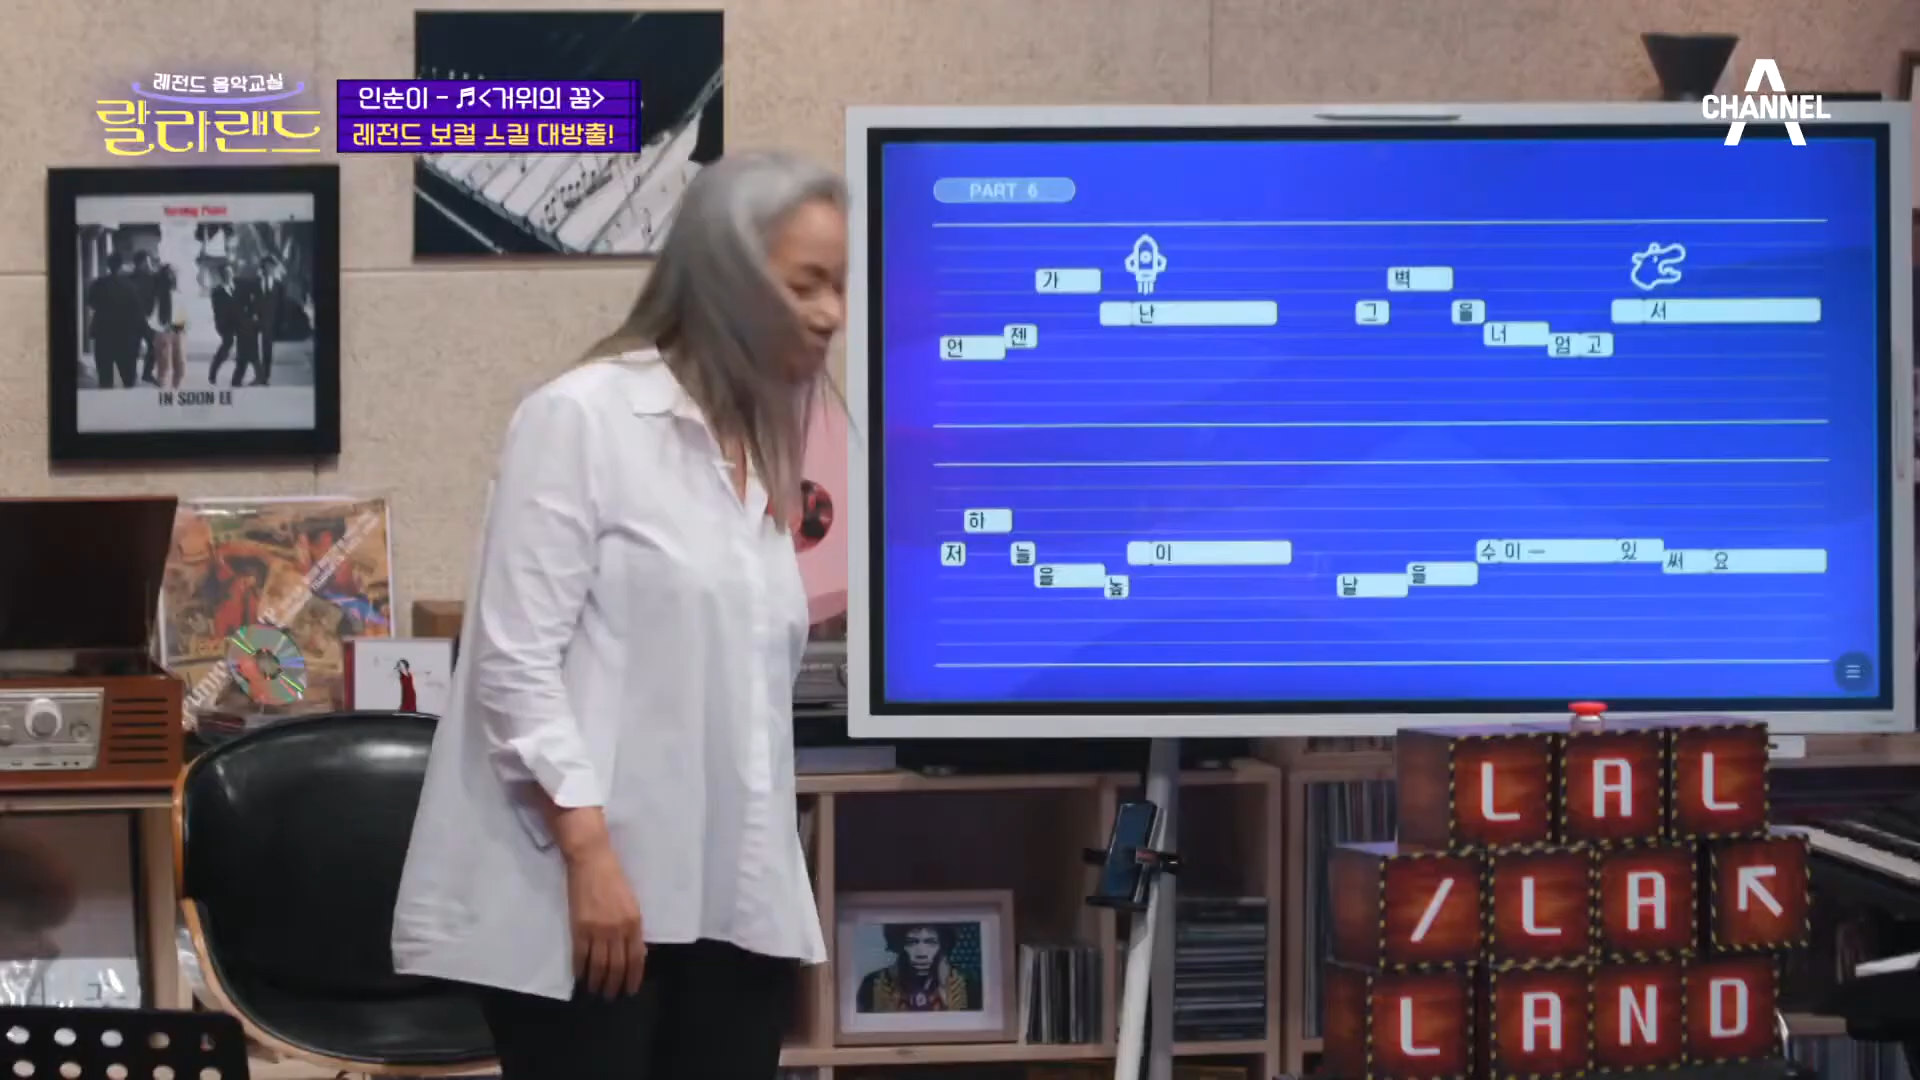 레전드 음악교실
랄라랜드
인순이 - ♬<거위의 꿈>
레전드 보컬 스킬 대방출!
CHANNEL A
PART 6
언 젠 가 난 그 벽 을 너 엄 고 서
저 하 늘 을 높 이 날 을 수 이 ー 있 써 요
IN SOON EE
LAL
/LA↖
LAND